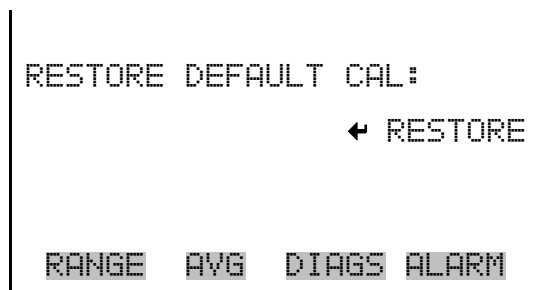 RESTORE DEFAULT CAL:
↵ RESTORE
RANGE AVG DIAGS ALARM